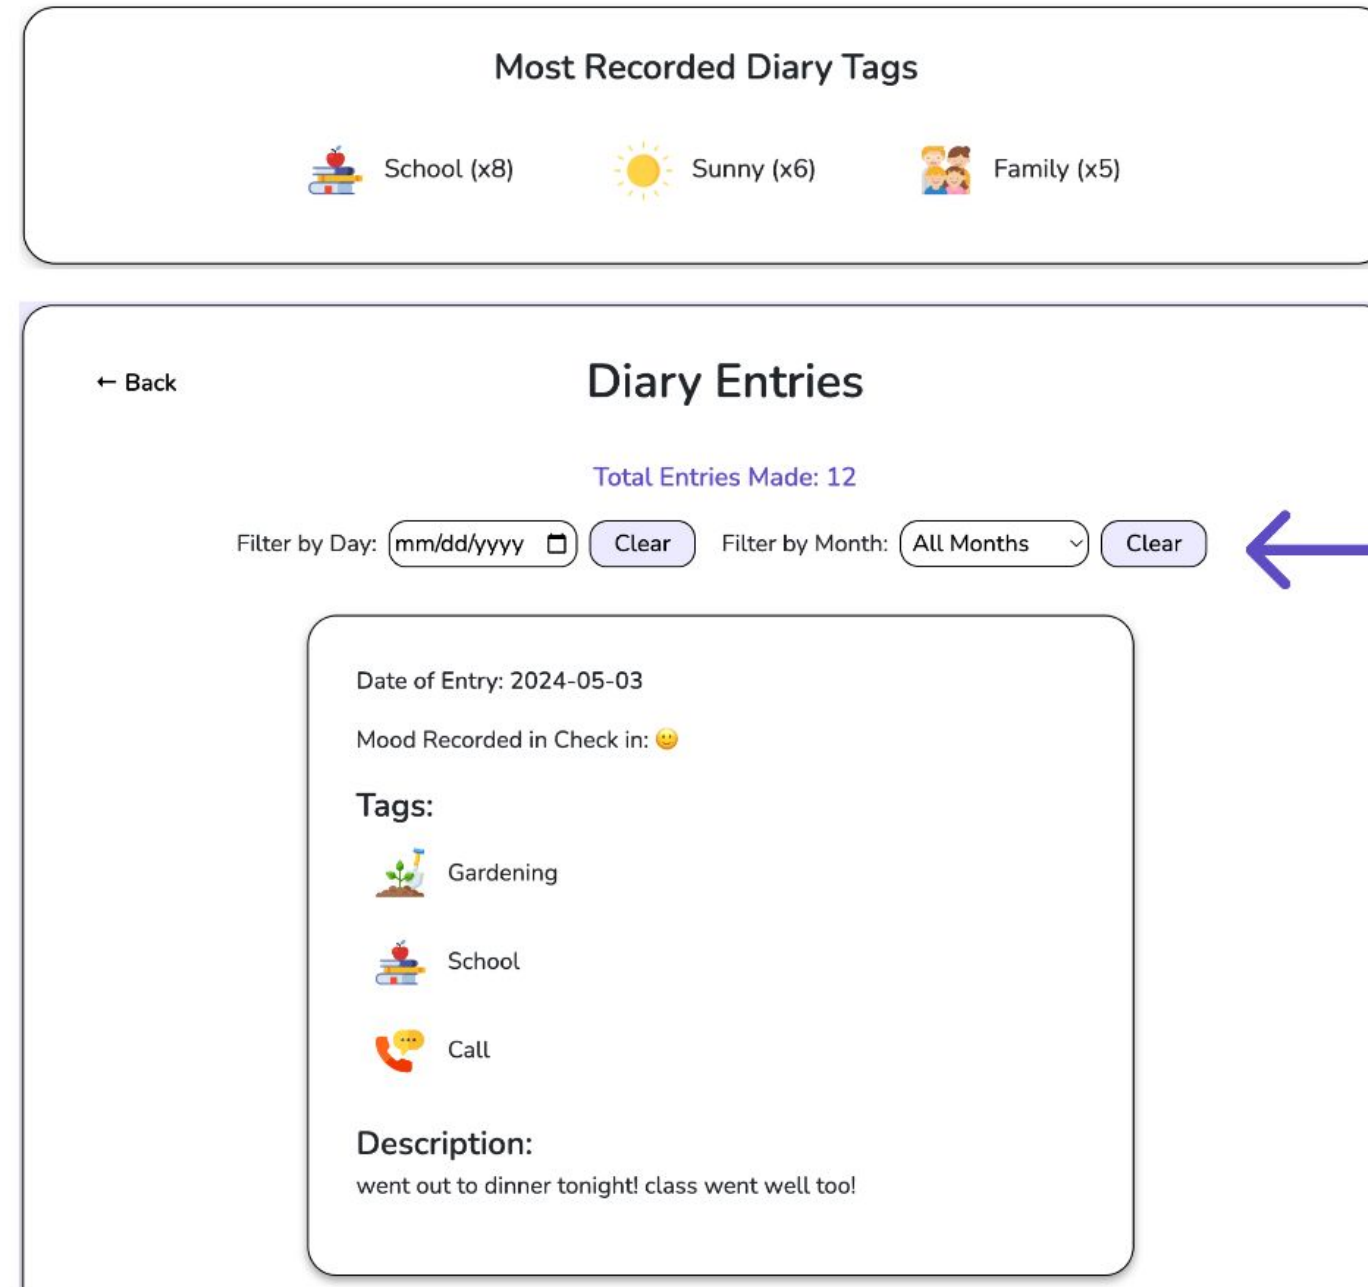 Most Recorded Diary Tags
School (x8) Sunny (x6) Family (x5)
← Back
Diary Entries
Total Entries Made: 12
Filter by Day: mm/dd/yyyy Clear Filter by Month: All Months Clear
Date of Entry: 2024-05-03
Mood Recorded in Check in: 🙂
Tags:
Gardening
School
Call
Description:
went out to dinner tonight! class went well too!